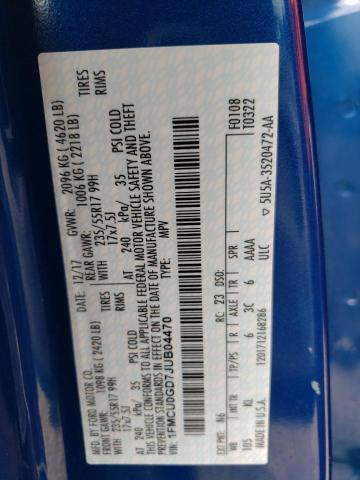 MFD. BY FORD MOTOR CO.
DATE: 12/17 GVWR: 2096 KG ( 4620 LB)
FRONT GAWR: 1098 KG ( 2420 LB) REAR GAWR: 1006 KG ( 2218 LB)
235/55R17 99H TIRES 235/55R17 99H TIRES
17x7.5J RIMS 17x7.5J RIMS
AT 240 kPa/ 35 PSI COLD AT 240 kPa/ 35 PSI COLD
THIS VEHICLE CONFORMS TO ALL APPLICABLE FEDERAL MOTOR VEHICLE SAFETY AND THEFT PREVENTION
STANDARDS IN EFFECT ON THE DATE OF MANUFACTURE SHOWN ABOVE.
VIN: 1FMCU0GD7JUB04470
TYPE: MPV
F0108
T0322
EXT PNT: N6 RC: 23 DSO:
WB INT TR TP/PS R AXLE TR SPR
105 KL 6 3C 6 AAAA
ULC
▽ 5U5A-3520472-AA
1201712168286
MADE IN U.S.A.